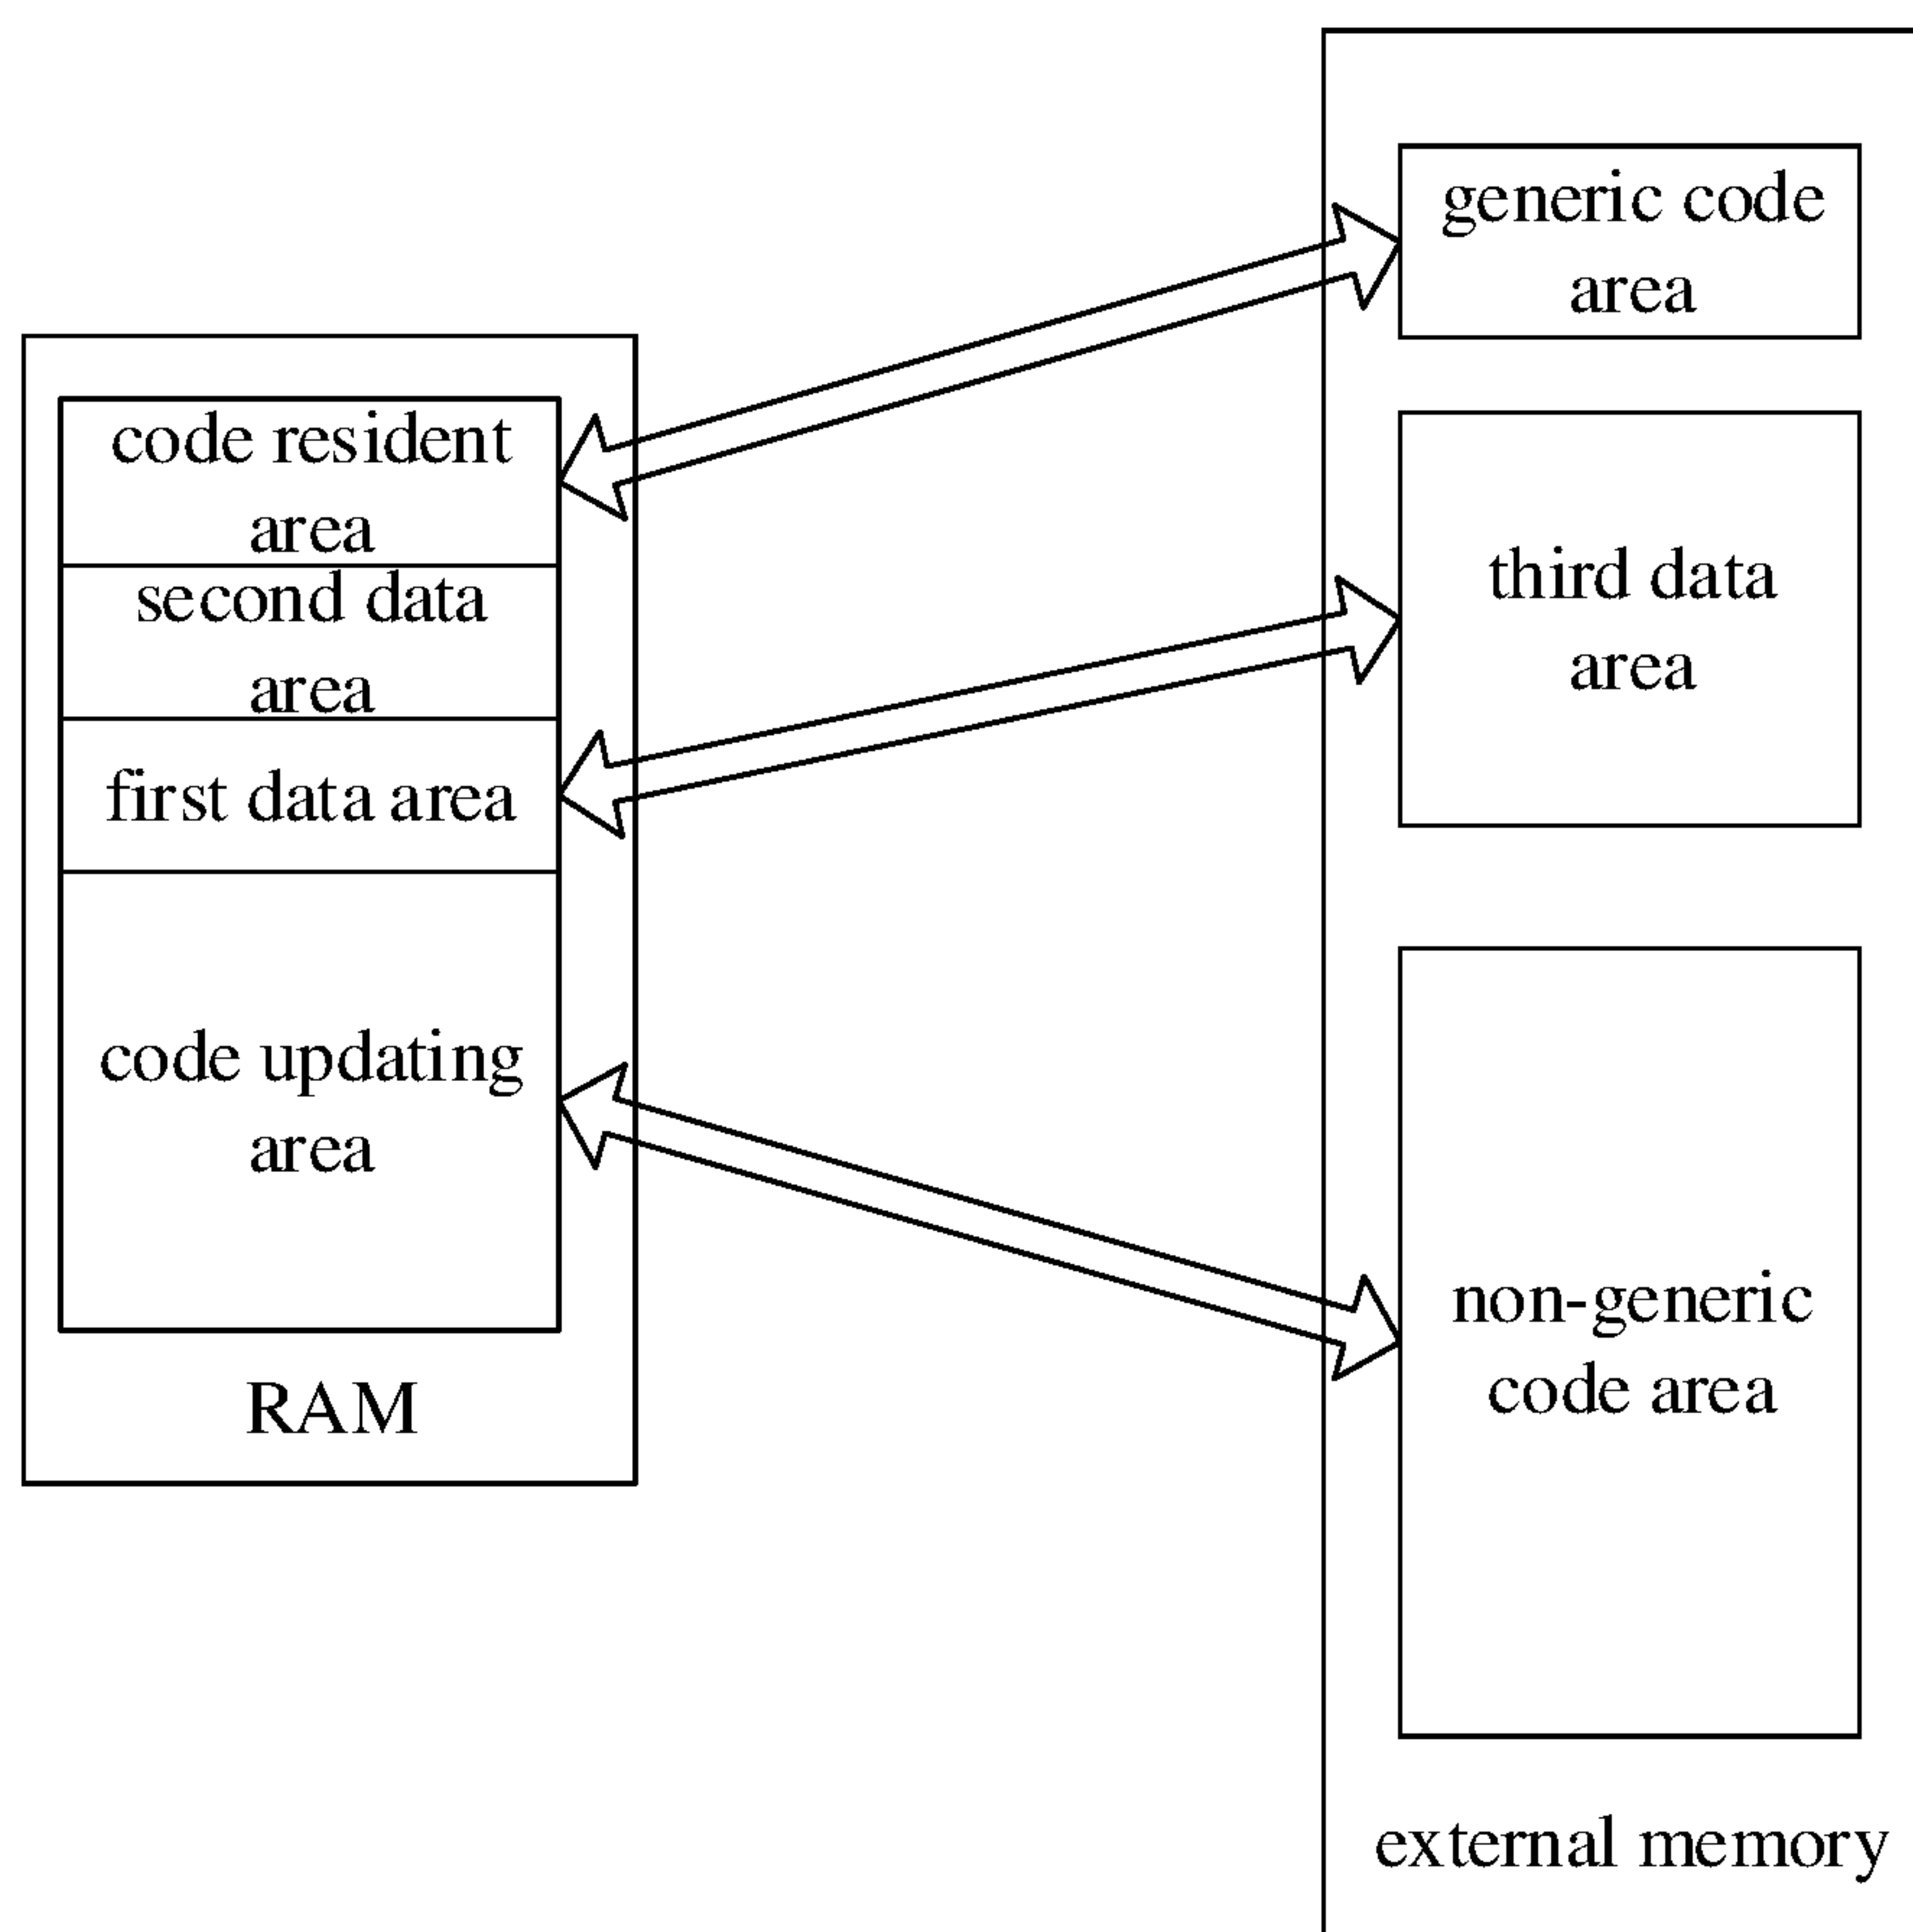 code resident
area
second data
area
first data area
code updating
area
RAM
generic code
area
third data
area
non-generic
code area
external memory